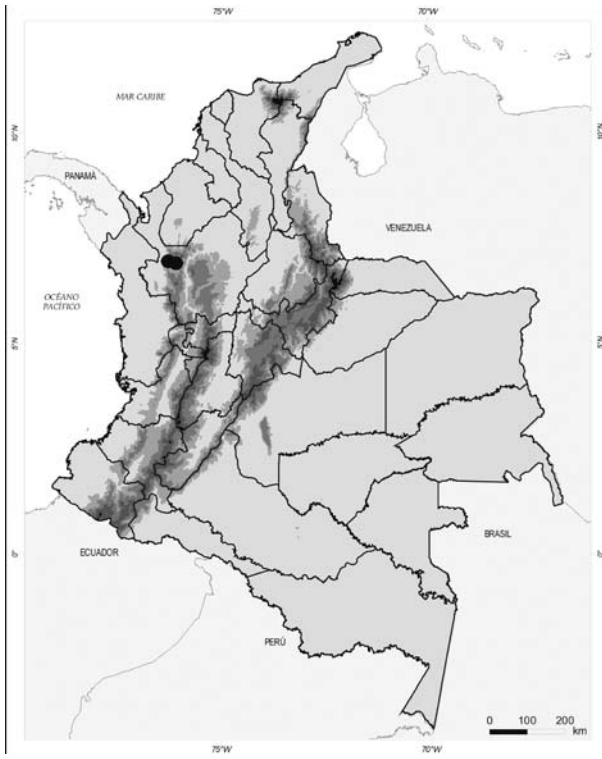 75°W 70°W
MAR CARIBE
10°N 10°N
PANAMÁ
VENEZUELA
OCÉANO
PACÍFICO
5°N 5°N
BRASIL
0° 0°
ECUADOR
PERÚ
0 100 200
km
75°W 70°W